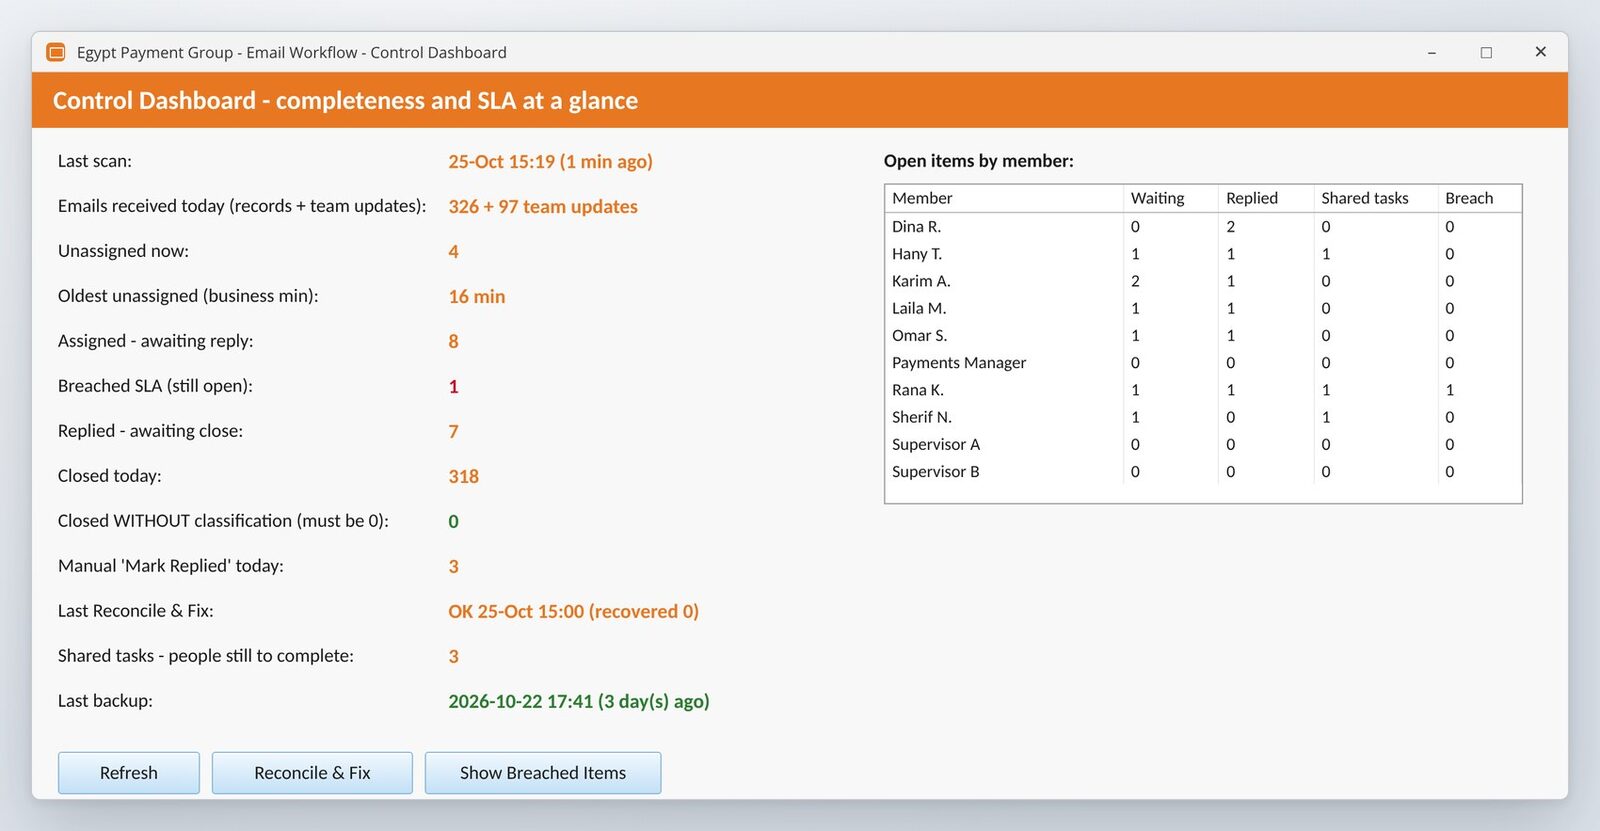 Egypt Payment Group - Email Workflow - Control Dashboard
Control Dashboard - completeness and SLA at a glance
Last scan: 25-Oct 15:19 (1 min ago)
Emails received today (records + team updates): 326 + 97 team updates
Unassigned now: 4
Oldest unassigned (business min): 16 min
Assigned - awaiting reply: 8
Breached SLA (still open): 1
Replied - awaiting close: 7
Closed today: 318
Closed WITHOUT classification (must be 0): 0
Manual 'Mark Replied' today: 3
Last Reconcile & Fix: OK 25-Oct 15:00 (recovered 0)
Shared tasks - people still to complete: 3
Last backup: 2026-10-22 17:41 (3 day(s) ago)
Open items by member:
Member Waiting Replied Shared tasks Breach
Dina R. 0 2 0 0
Hany T. 1 1 1 0
Karim A. 2 1 0 0
Laila M. 1 1 0 0
Omar S. 1 1 0 0
Payments Manager 0 0 0 0
Rana K. 1 1 1 1
Sherif N. 1 0 1 0
Supervisor A 0 0 0 0
Supervisor B 0 0 0 0
Refresh Reconcile & Fix Show Breached Items